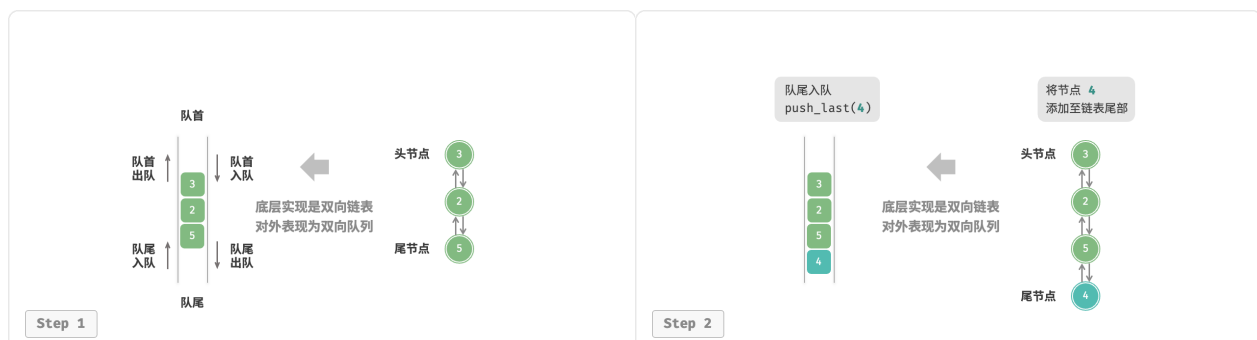 队首
队首
出队
队首
入队
3
2
5
队尾
入队
队尾
出队
队尾
底层实现是双向链表
对外表现为双向队列
头节点
3
2
尾节点
5
Step 1
队尾入队
push_last(4)
3
2
5
4
底层实现是双向链表
对外表现为双向队列
将节点 4
添加至链表尾部
头节点
3
2
5
尾节点
4
Step 2